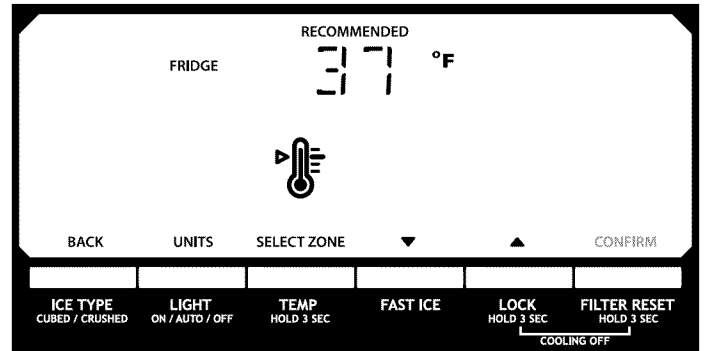 RECOMMENDED
FRIDGE 37 °F
BACK UNITS SELECT ZONE ▼ ▲ CONFIRM
ICE TYPE LIGHT TEMP FAST ICE LOCK FILTER RESET
CUBED / CRUSHED ON / AUTO / OFF HOLD 3 SEC HOLD 3 SEC HOLD 3 SEC
COOLING OFF